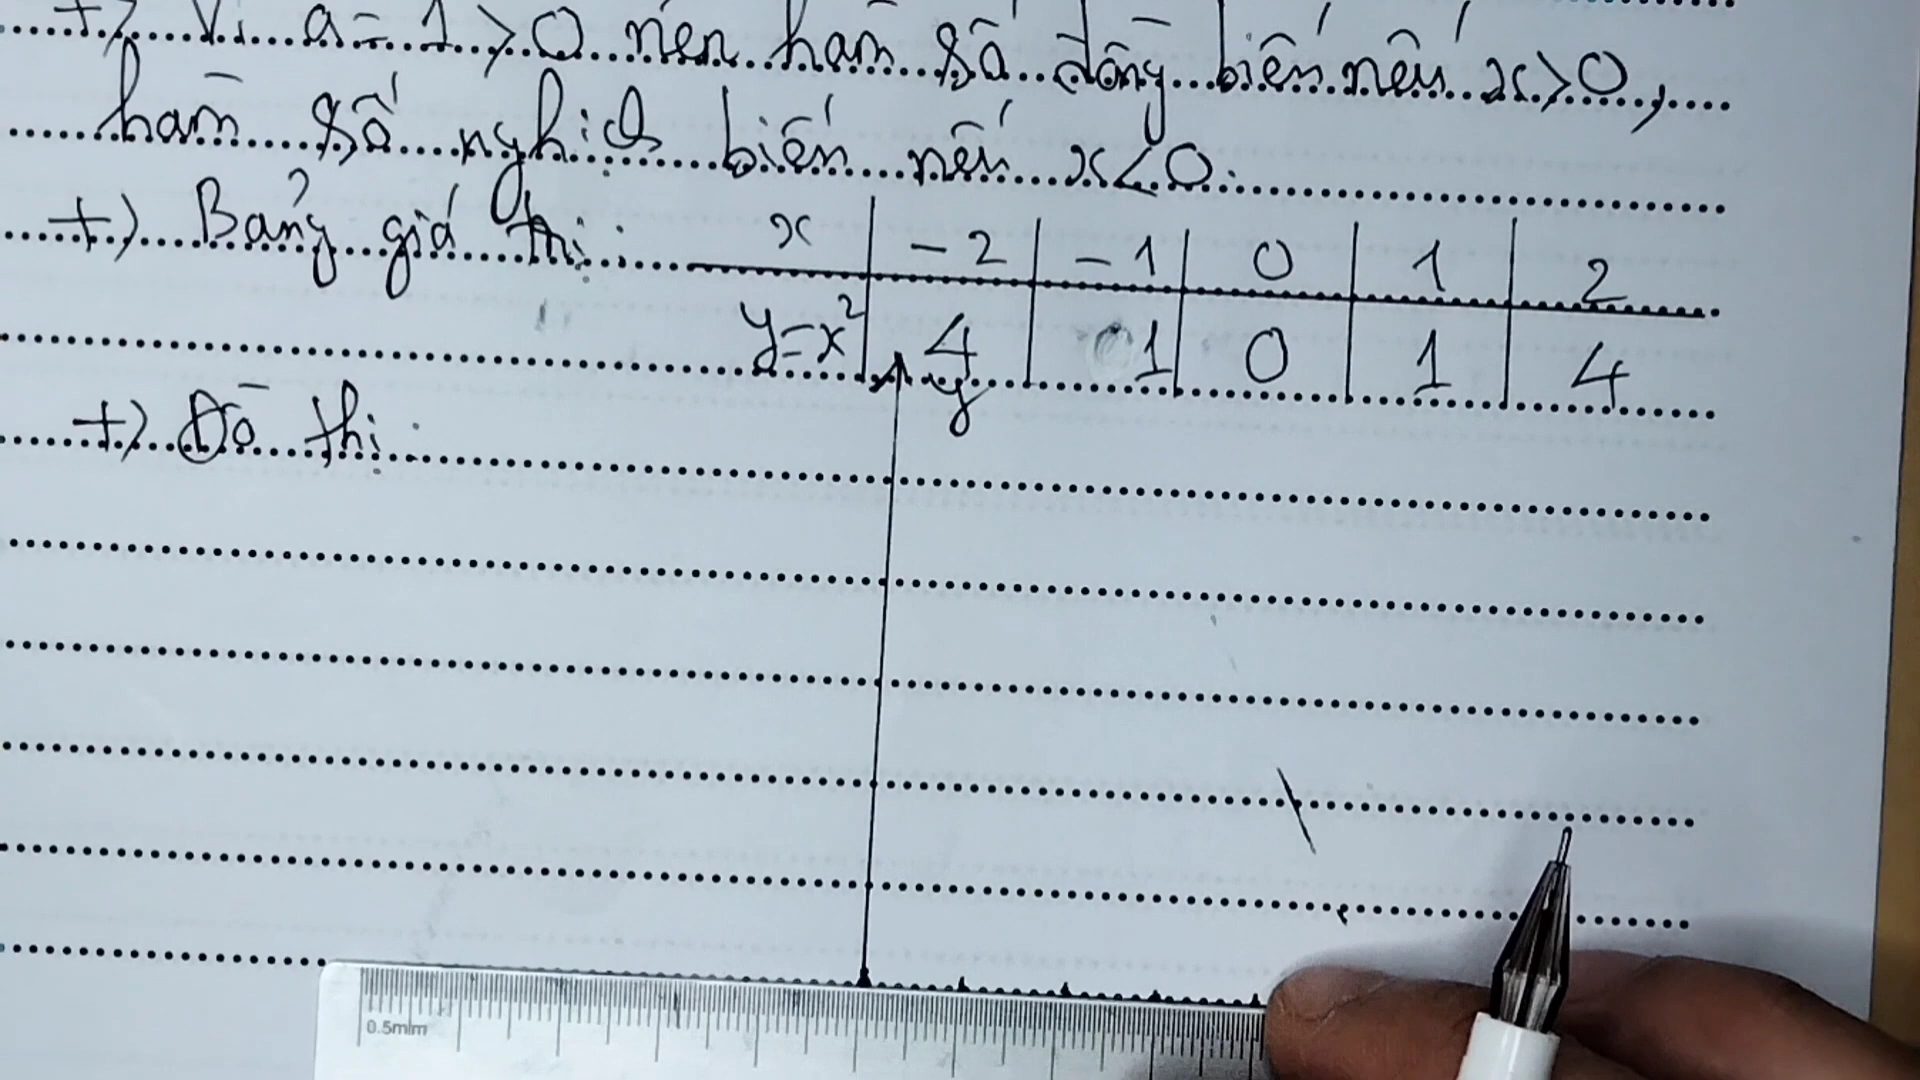 +) Vì a = 1 > 0 nên hàm số đồng biến nếu x > 0,
hàm số nghịch biến nếu x < 0.
+) Bảng giá trị:
x -2 -1 0 1 2
y=x² 4 1 0 1 4
y
+) Đồ thị:
0.5mm